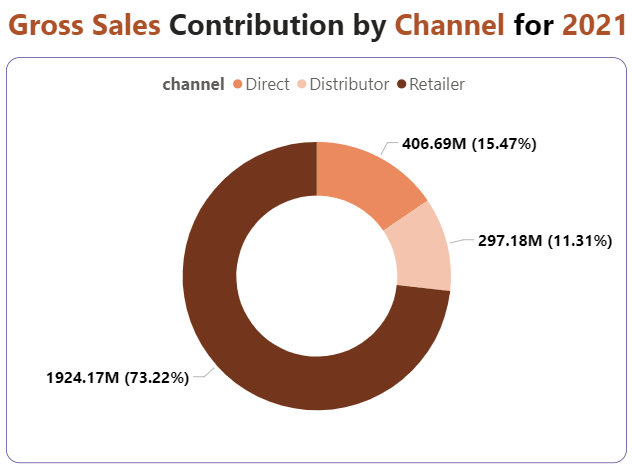 Gross Sales Contribution by Channel for 2021
channel Direct Distributor Retailer
406.69M (15.47%)
297.18M (11.31%)
1924.17M (73.22%)